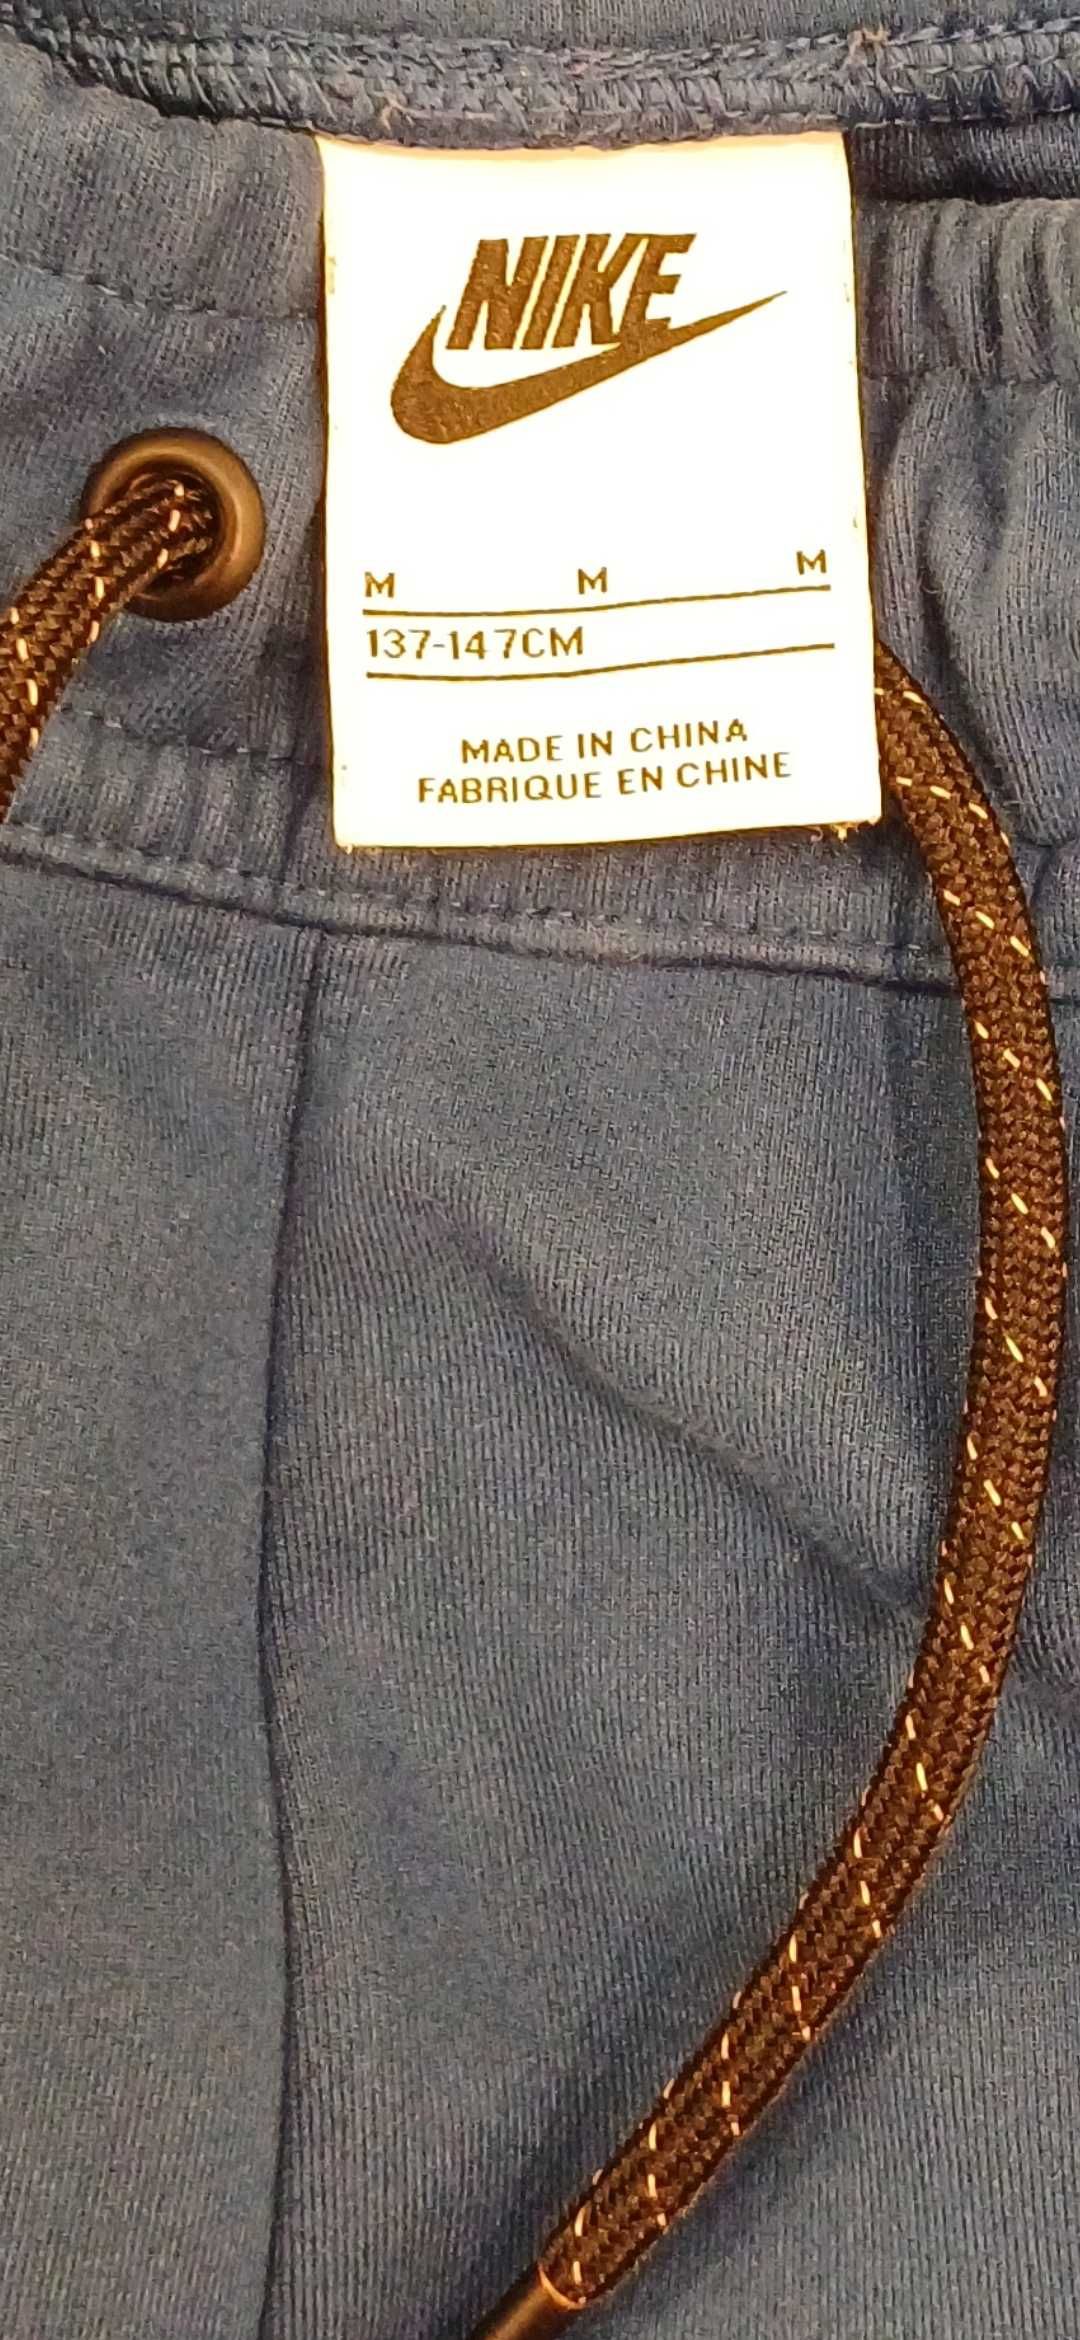 NIKE
M M M
137-147CM
MADE IN CHINA
FABRIQUE EN CHINE